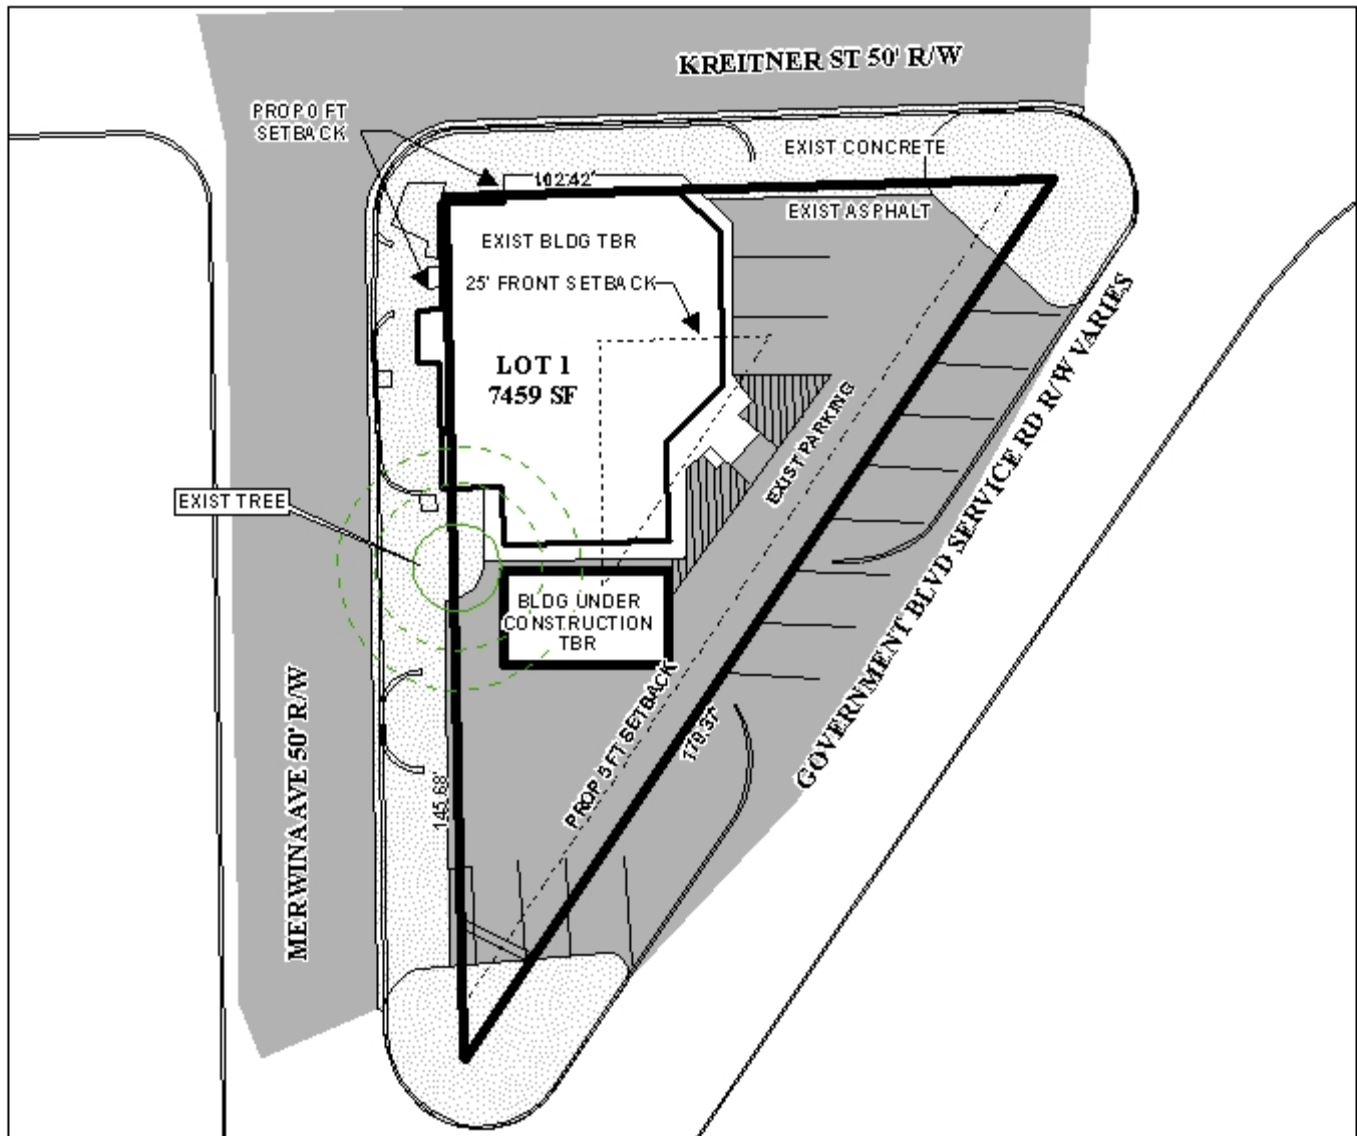 KREITNER ST 50' R/W
PROP 0 FT
SETBACK
EXIST CONCRETE
102.42'
EXIST ASPHALT
EXIST BLDG TBR
25' FRONT SETBACK
LOT 1
7459 SF
EXIST PARKING
GOVERNMENT BLVD SERVICE RD R/W VARIES
EXIST TREE
BLDG UNDER
CONSTRUCTION
TBR
PROP 5 FT SETBACK
MERWINA AVE 50' R/W
145.68'